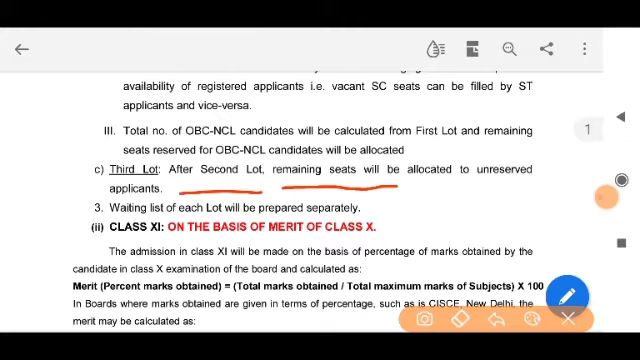 availability of registered applicants i.e. vacant SC seats can be filled by ST
applicants and vice-versa.
III. Total no. of OBC-NCL candidates will be calculated from First Lot and remaining
seats reserved for OBC-NCL candidates will be allocated
c) Third Lot: After Second Lot, remaining seats will be allocated to unreserved
applicants.
3. Waiting list of each Lot will be prepared separately.
(ii) CLASS XI: ON THE BASIS OF MERIT OF CLASS X.
The admission in class XI will be made on the basis of percentage of marks obtained by the
candidate in class X examination of the board and calculated as:
Merit (Percent marks obtained) = (Total marks obtained / Total maximum marks of Subjects) X 100
In Boards where marks obtained are given in terms of percentage, such as is CISCE, New Delhi, the
merit may be calculated as:
1